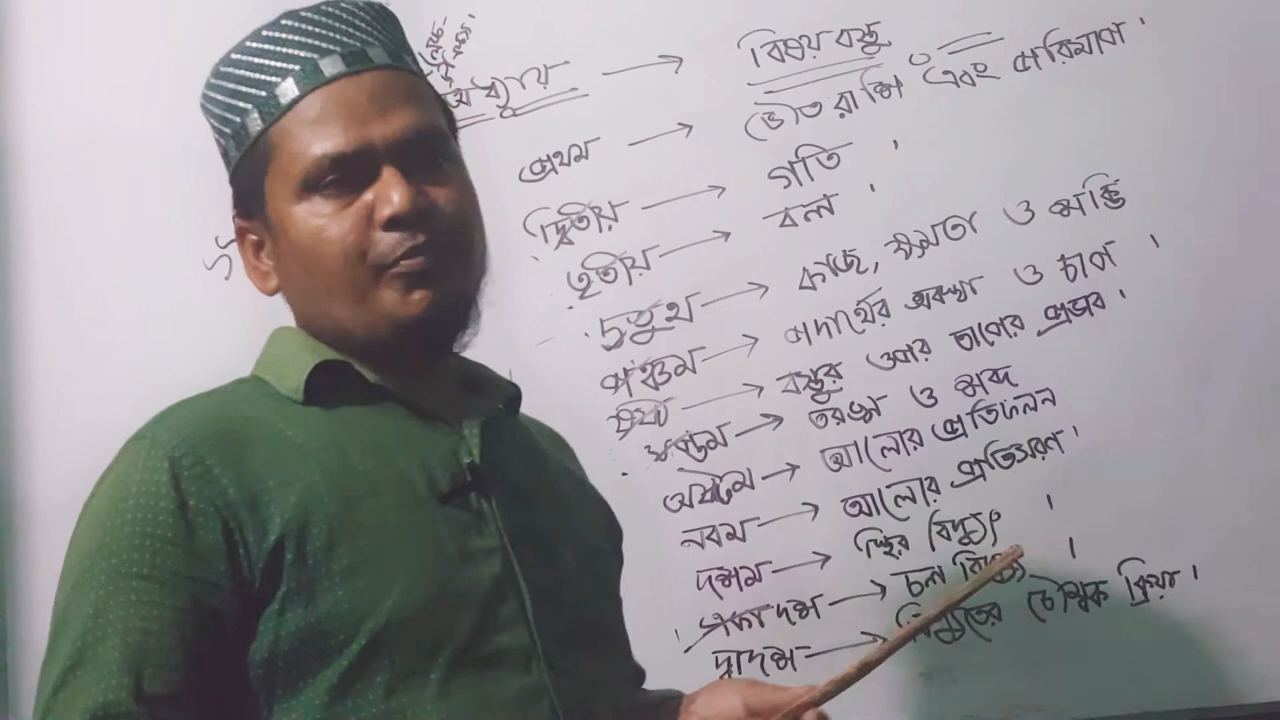 অধ্যায় → বিষয়বস্তু
প্রথম → ভৌত রাশি এবং পরিমাপ।
দ্বিতীয় → গতি।
তৃতীয় → বল।
চতুর্থ → কাজ, ক্ষমতা ও শক্তি
পঞ্চম → পদার্থের অবস্থা ও চাপ।
ষষ্ঠ → বস্তুর ওপর তাপের প্রভাব।
সপ্তম → তরঙ্গ ও শব্দ
অষ্টম → আলোর প্রতিফলন
নবম → আলোর প্রতিসরণ।
দশম → স্থির বিদ্যুৎ।
একাদশ → চল বিদ্যুৎ।
দ্বাদশ → বিদ্যুতের চৌম্বক ক্রিয়া।